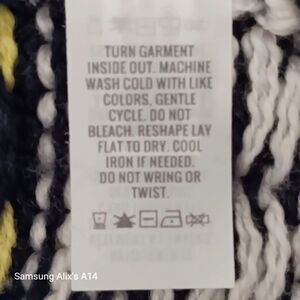 TURN GARMENT
INSIDE OUT. MACHINE
WASH COLD WITH LIKE
COLORS, GENTLE
CYCLE. DO NOT
BLEACH. RESHAPE LAY
FLAT TO DRY. COOL
IRON IF NEEDED.
DO NOT WRING OR
TWIST.
Samsung Alix's A14